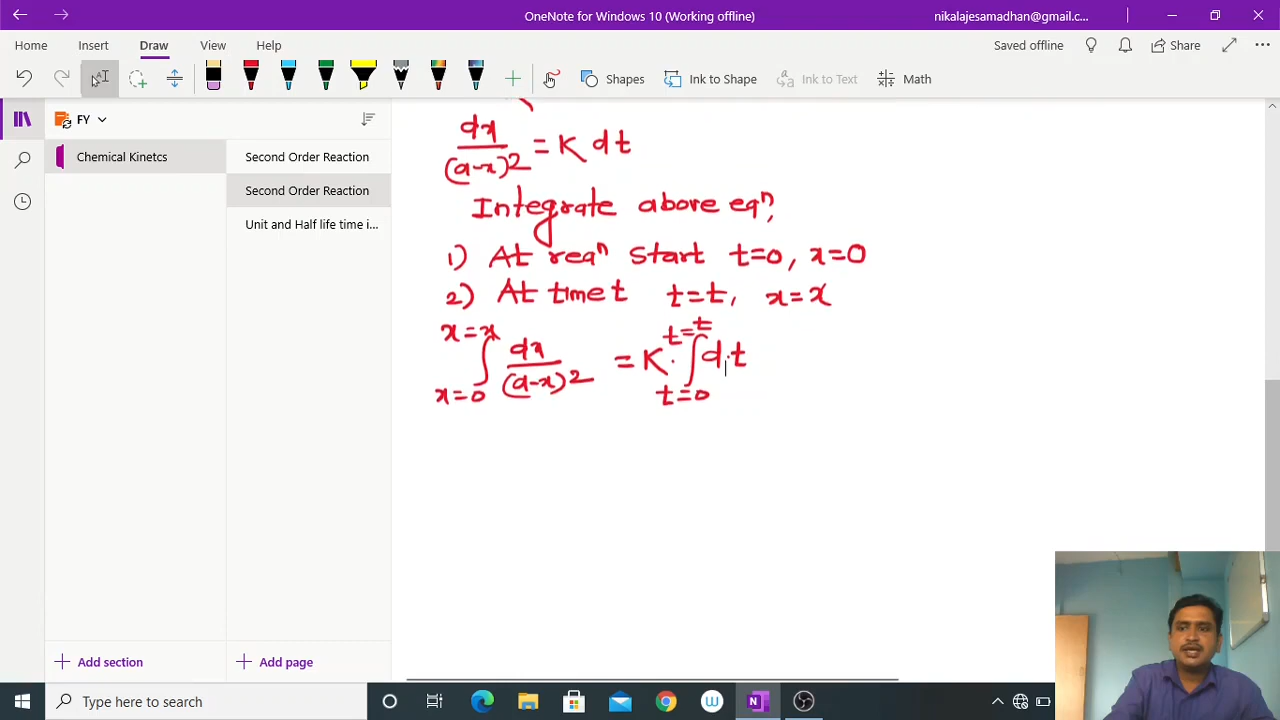 OneNote for Windows 10 (Working offline)
nikalajesamadhan@gmail.c...
Home Insert Draw View Help
Saved offline
Share
Shapes
Ink to Shape
Ink to Text
Math
FY
Chemical Kinetcs
Second Order Reaction
Second Order Reaction
Unit and Half life time i...
dx/(a-x)2 = K dt
Integrate above eqn,
1) At reaqn start t=0, x=0
2) At time t t=t, x=x
x=x t=t
∫ dx/(a-x)2 = K. ∫ d.t
x=0 t=0
Add section
Add page
Type here to search